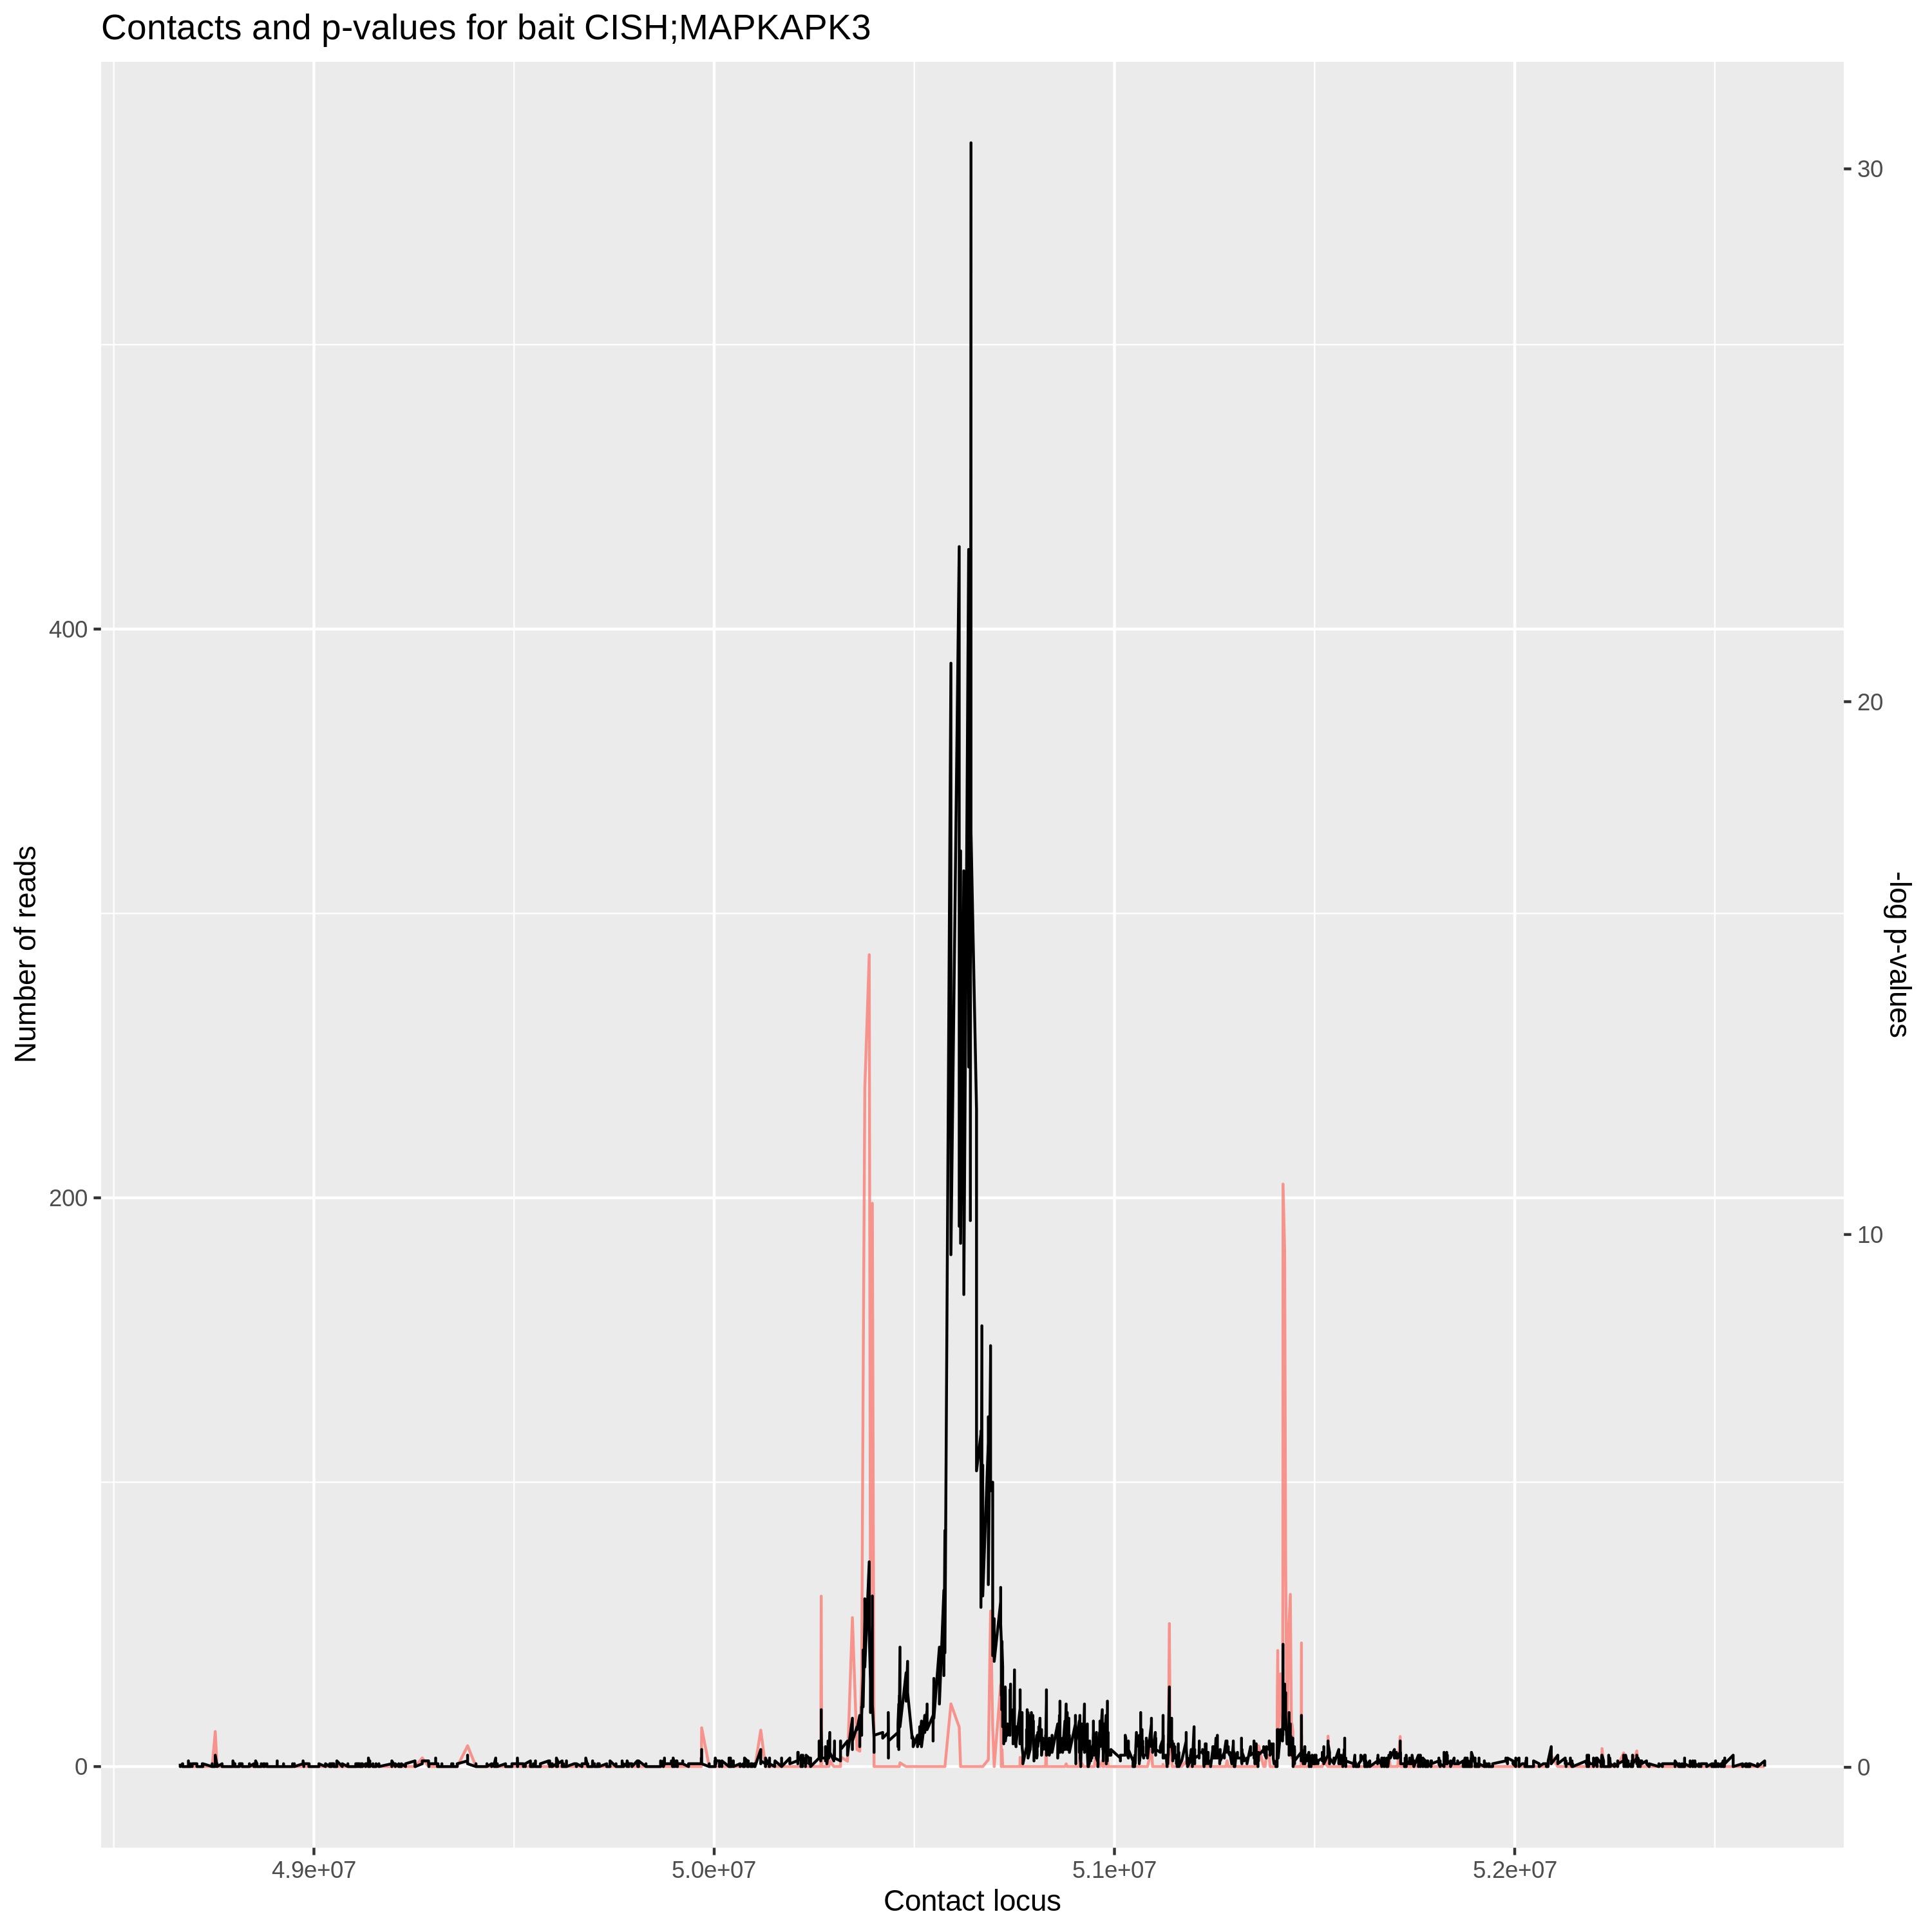 Contacts and p-values for bait CISH;MAPKAPK3
Number of reads
400
200
0
30
20
10
0
-log p-values
4.9e+07
5.0e+07
5.1e+07
5.2e+07
Contact locus